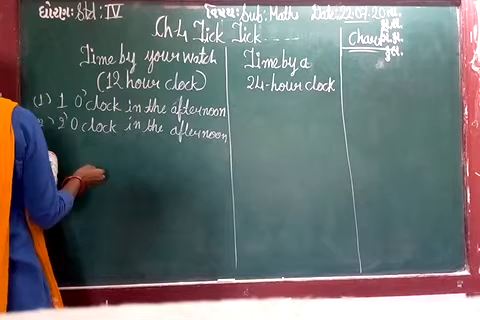 ધોરણ: Std: IV વિષય: Sub: Maths Date: 22.07.20
Ch-4 Tick Tick....
Time by your watch
(12 hour clock)
Time by a
24-hour clock
(1) 1 O'clock in the afternoon
2 O'clock in the afternoon